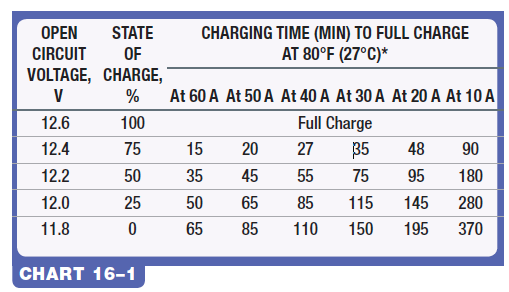 OPEN CIRCUIT VOLTAGE, V STATE OF CHARGE, % CHARGING TIME (MIN) TO FULL CHARGE AT 80°F (27°C)*
At 60 A At 50 A At 40 A At 30 A At 20 A At 10 A
12.6 100 Full Charge
12.4 75 15 20 27 35 48 90
12.2 50 35 45 55 75 95 180
12.0 25 50 65 85 115 145 280
11.8 0 65 85 110 150 195 370
CHART 16–1